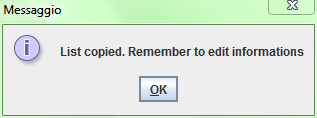 Messaggio
List copied. Remember to edit informations
OK